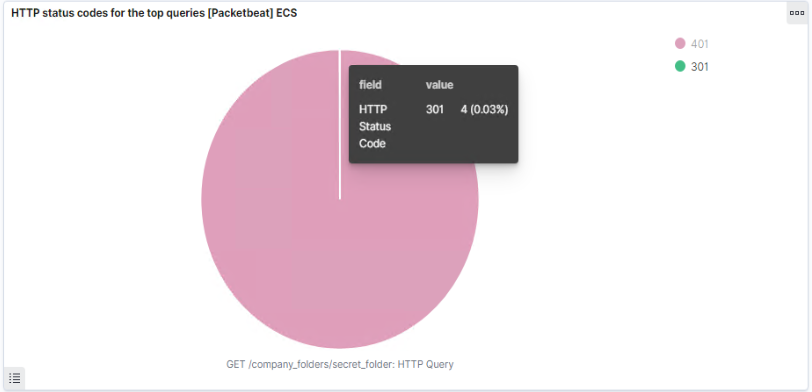 HTTP status codes for the top queries [Packetbeat] ECS
401
301
field value
HTTP 301 4 (0.03%)
Status
Code
GET /company_folders/secret_folder: HTTP Query